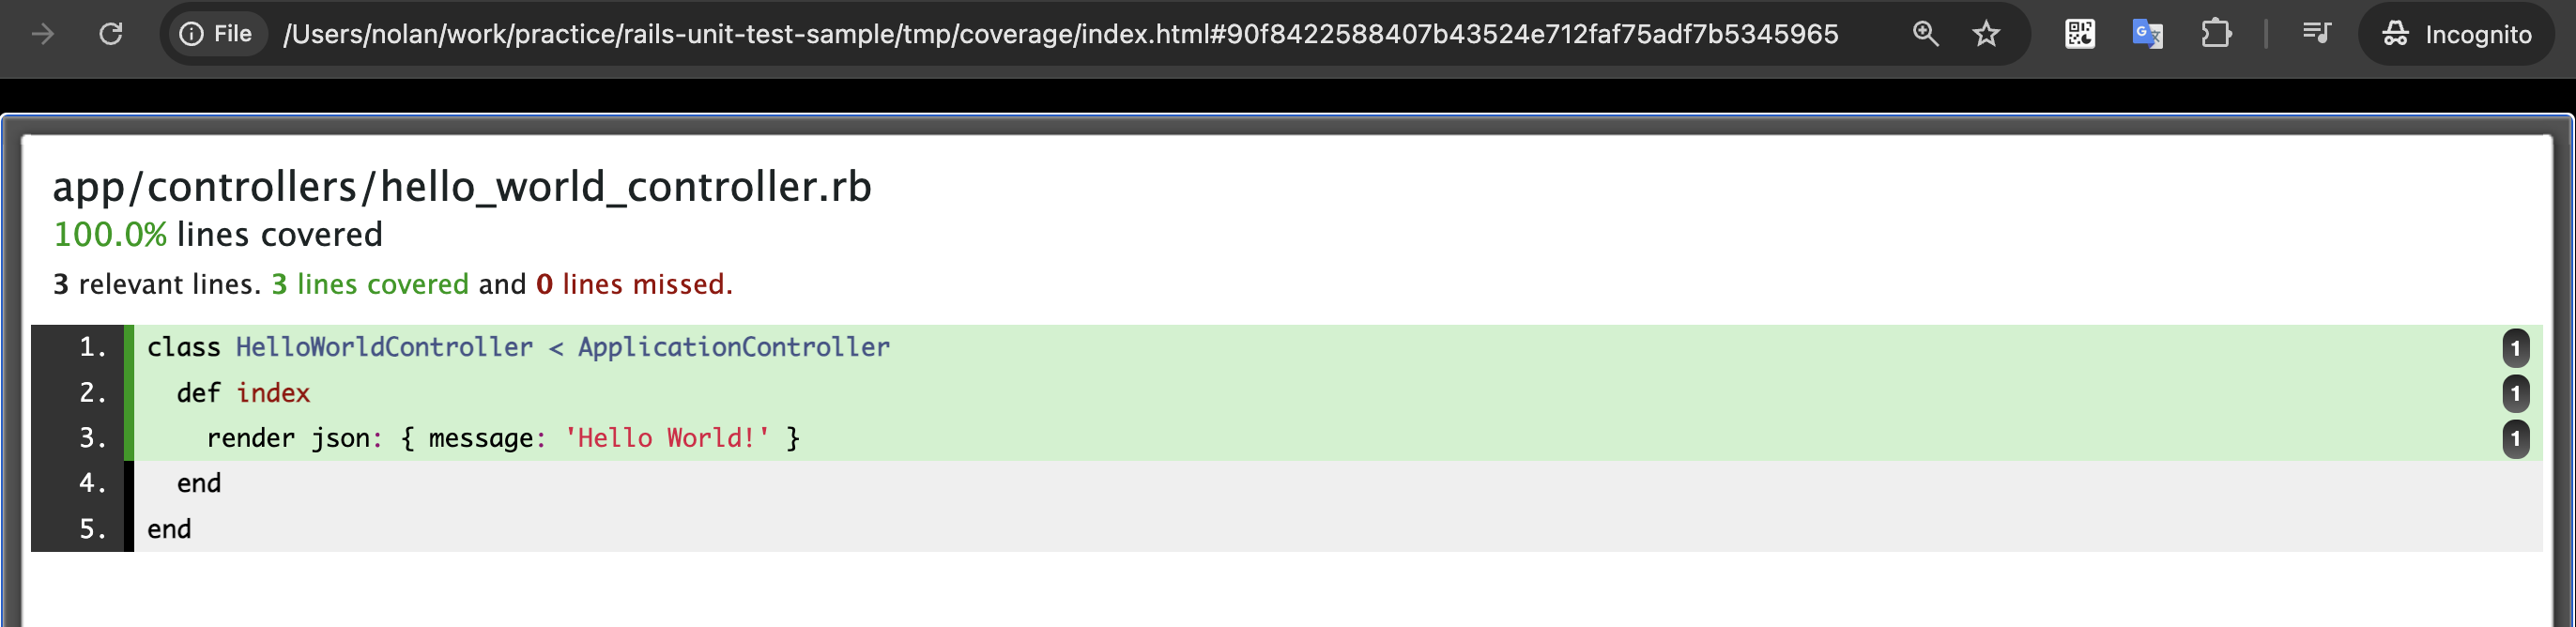 File /Users/nolan/work/practice/rails-unit-test-sample/tmp/coverage/index.html#90f8422588407b43524e712faf75adf7b5345965 Incognito
app/controllers/hello_world_controller.rb
100.0% lines covered
3 relevant lines. 3 lines covered and 0 lines missed.
1. class HelloWorldController < ApplicationController 1
2. def index 1
3. render json: { message: 'Hello World!' } 1
4. end
5. end